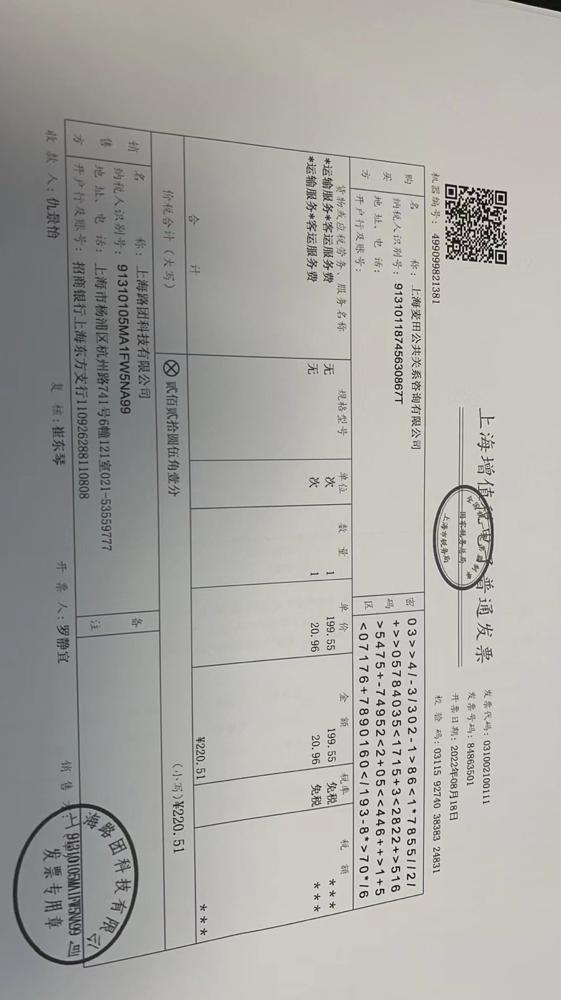 上海增值税电子普通发票
国家税务总局
上海市税务局
发票代码：031002100111
发票号码：84863501
开票日期：2022年08月18日
校 验 码：03115 92740 38383 24831
机器编号：499099821381
购买方
名 称：上海麦田公共关系咨询有限公司
纳税人识别号：91310118745630867T
地 址、电 话：
开户行及账号：
密码区
03>>4/-3/302-1>86<1*7855//2/
+>>05784035<1715+3<2822+>516
>5475+-74952<2+05<<446++>1+5
<07176+7890160</193-8*>70*/6
货物或应税劳务、服务名称 规格型号 单位 数 量 单 价 金 额 税率 税 额
*运输服务*客运服务费 无 次 1 199.55 199.55 免税 ***
*运输服务*客运服务费 无 次 1 20.96 20.96 免税 ***
合 计 ¥220.51 ***
价税合计（大写） ⊗贰佰贰拾圆伍角壹分 （小写）¥220.51
销售方
名 称：上海路团科技有限公司
纳税人识别号：91310105MA1FW5NA99
地 址、电 话：上海市杨浦区杭州路741号6幢121室021-53559777
开户行及账号：招商银行上海东方支行110926288110808
备注
收 款 人：仇景怡 复 核：崔东琴 开 票 人：罗静宜 销 售 方：（章）
上海路团科技有限公司
91310105MA1FW5NA99
发票专用章